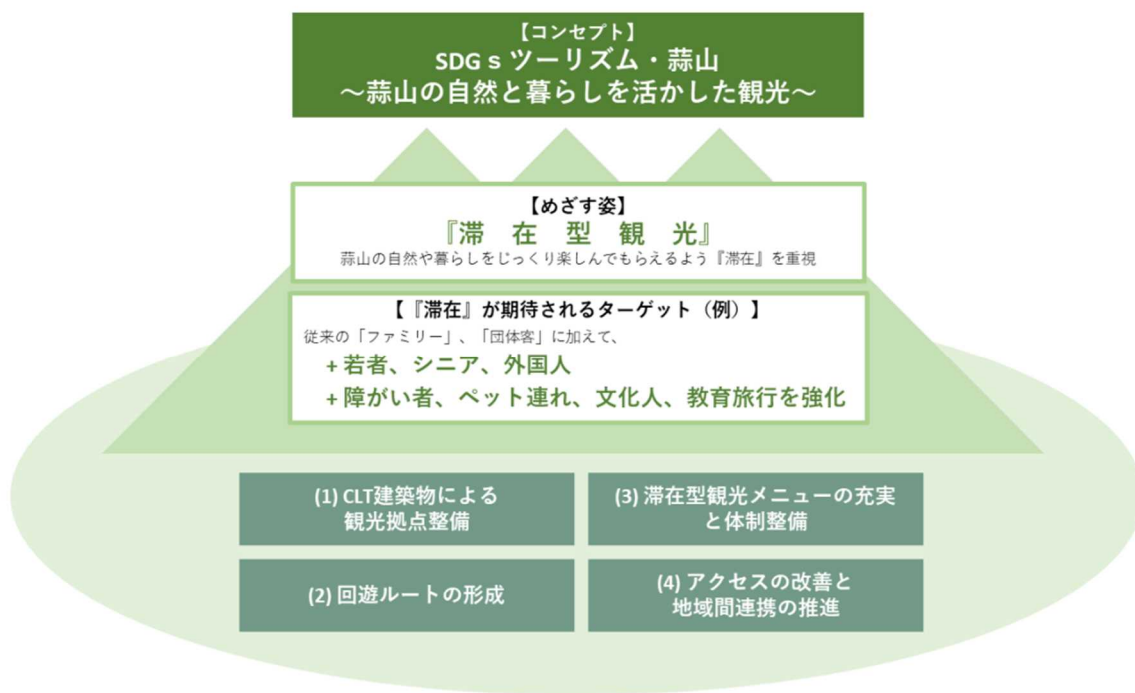 【コンセプト】
SDGｓツーリズム・蒜山
～蒜山の自然と暮らしを活かした観光～
【めざす姿】
『滞 在 型 観 光』
蒜山の自然や暮らしをじっくり楽しんでもらえるよう『滞在』を重視
【『滞在』が期待されるターゲット（例）】
従来の「ファミリー」、「団体客」に加えて、
+ 若者、シニア、外国人
+ 障がい者、ペット連れ、文化人、教育旅行を強化
(1) CLT建築物による
観光拠点整備
(2) 回遊ルートの形成
(3) 滞在型観光メニューの充実
と体制整備
(4) アクセスの改善と
地域間連携の推進